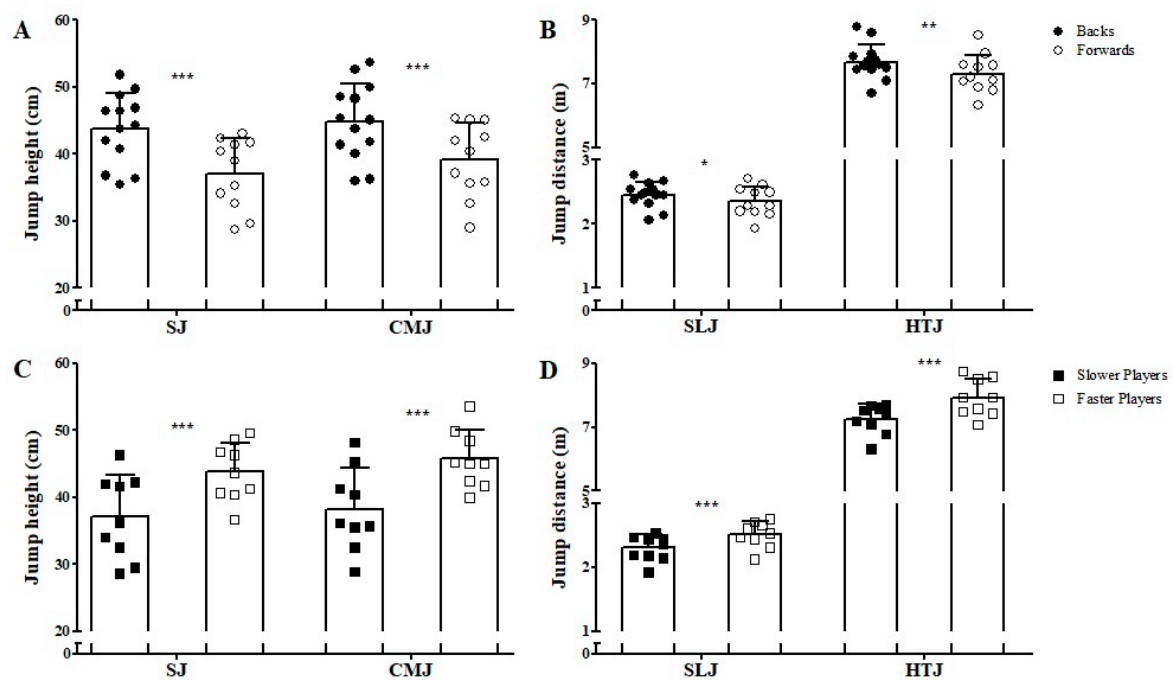 A
Jump height (cm)
60
50
40
30
20
0
***
***
SJ
CMJ
B
Jump distance (m)
9
7
5
3
2
1
0
*
**
SLJ
HTJ
Backs
Forwards
C
Jump height (cm)
60
50
40
30
20
0
***
***
SJ
CMJ
D
Jump distance (m)
9
7
5
3
2
1
0
***
***
SLJ
HTJ
Slower Players
Faster Players